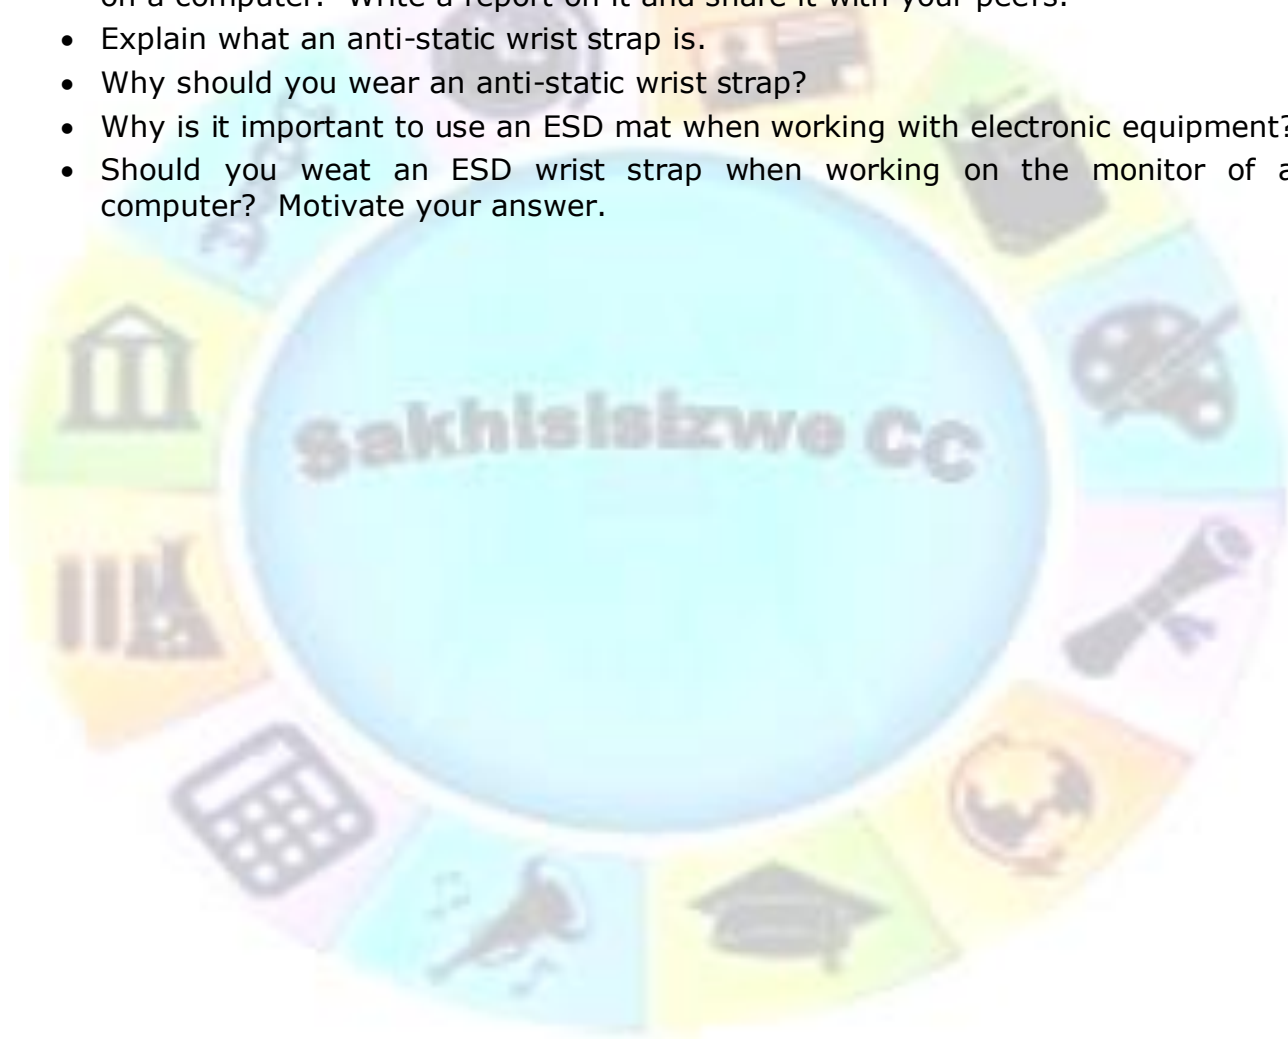 on a computer? Write a report on it and share it with your peers.
• Explain what an anti-static wrist strap is.
• Why should you wear an anti-static wrist strap?
• Why is it important to use an ESD mat when working with electronic equipment?
• Should you weat an ESD wrist strap when working on the monitor of a
computer? Motivate your answer.
Sakhisisizwe CC